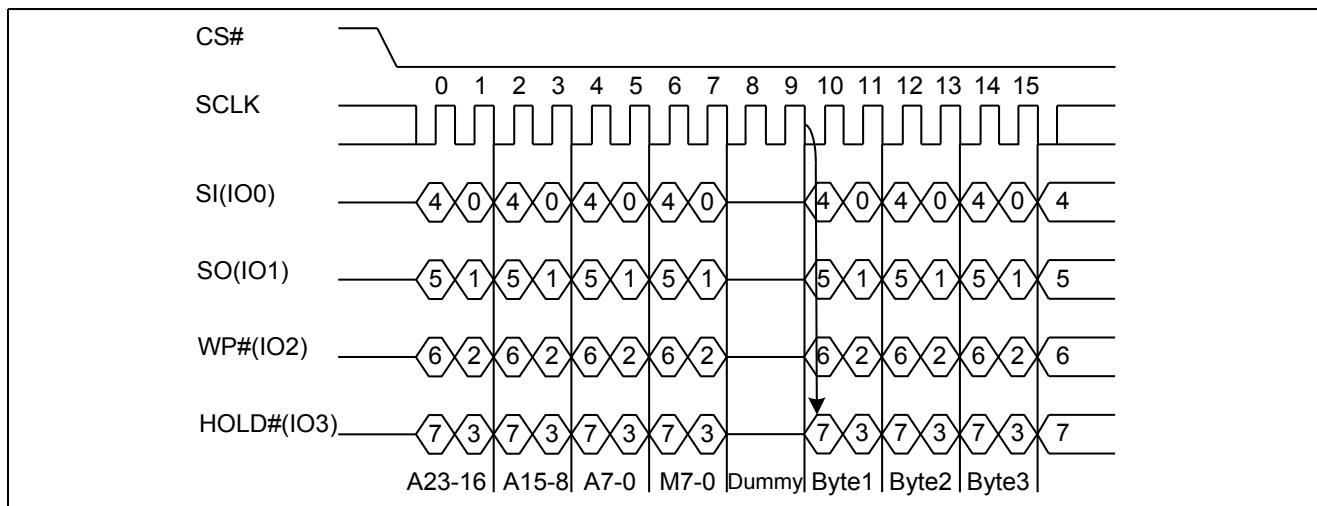 CS#
0 1 2 3 4 5 6 7 8 9 10 11 12 13 14 15
SCLK
SI(IO0) 4 0 4 0 4 0 4 0 4 0 4 0 4 0 4
SO(IO1) 5 1 5 1 5 1 5 1 5 1 5 1 5 1 5
WP#(IO2) 6 2 6 2 6 2 6 2 6 2 6 2 6 2 6
HOLD#(IO3) 7 3 7 3 7 3 7 3 7 3 7 3 7 3 7
A23-16 A15-8 A7-0 M7-0 Dummy Byte1 Byte2 Byte3